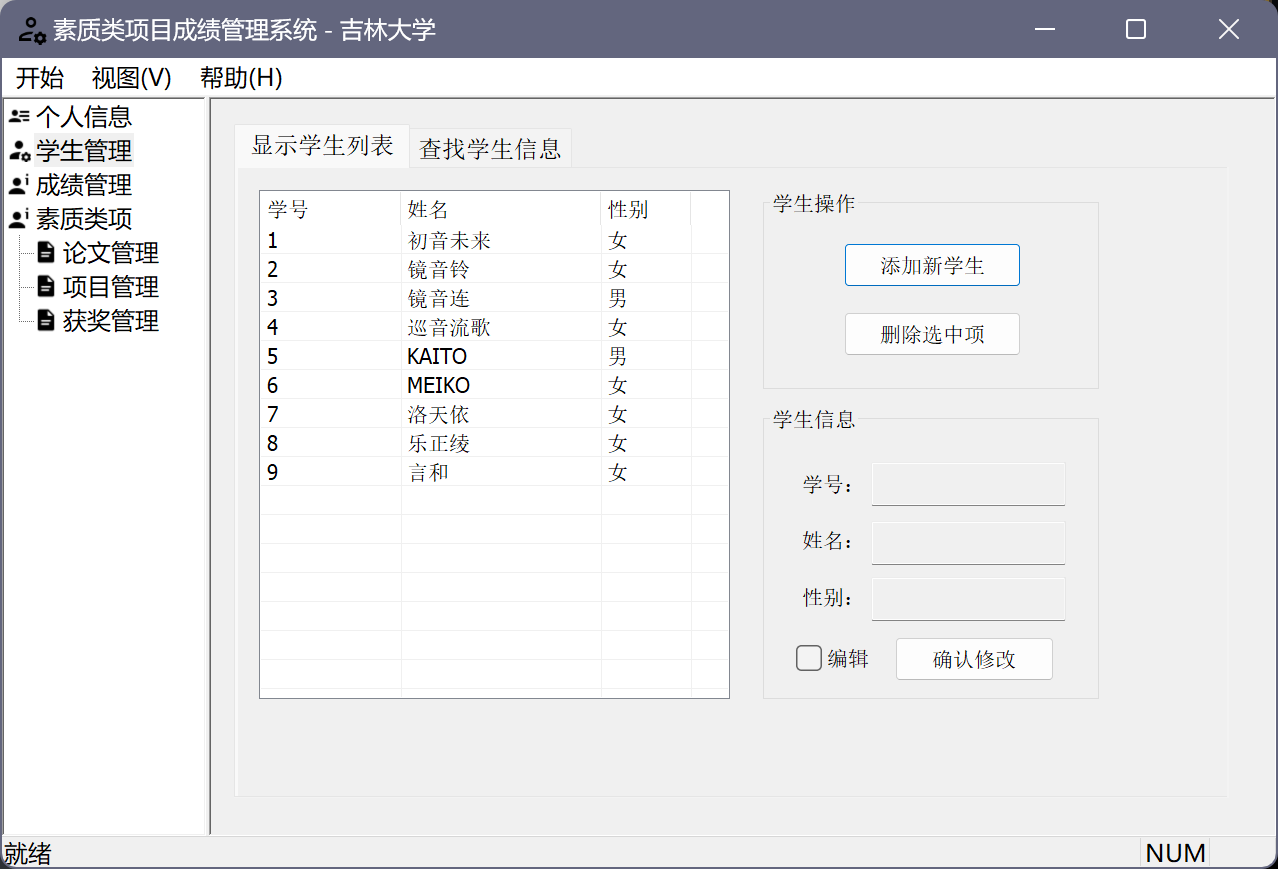 素质类项目成绩管理系统 - 吉林大学
开始 视图(V) 帮助(H)
个人信息
学生管理
成绩管理
素质类项
论文管理
项目管理
获奖管理
显示学生列表 查找学生信息
学号 姓名 性别
1 初音未来 女
2 镜音铃 女
3 镜音连 男
4 巡音流歌 女
5 KAITO 男
6 MEIKO 女
7 洛天依 女
8 乐正绫 女
9 言和 女
学生操作
添加新学生
删除选中项
学生信息
学号：
姓名：
性别：
编辑 确认修改
就绪 NUM